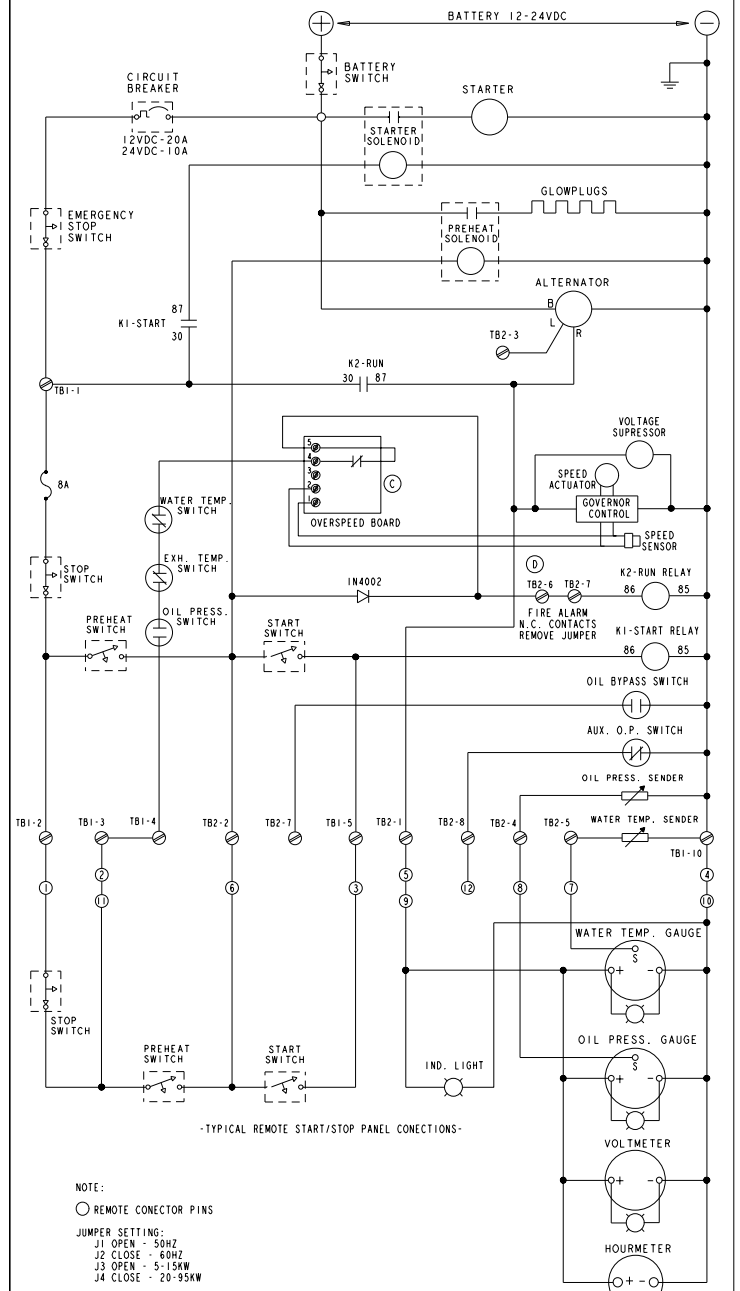 BATTERY 12-24VDC
+
−
BATTERY
SWITCH
CIRCUIT
BREAKER
12VDC-20A
24VDC-10A
STARTER
STARTER
SOLENOID
EMERGENCY
STOP
SWITCH
GLOWPLUGS
PREHEAT
SOLENOID
ALTERNATOR
B
L
R
TB2-3
87
K1-START
30
K2-RUN
30 87
TB1-1
8A
VOLTAGE
SUPRESSOR
SPEED
ACTUATOR
GOVERNOR
CONTROL
SPEED
SENSOR
5
4
3
2
1
C
OVERSPEED BOARD
WATER TEMP.
SWITCH
EXH. TEMP.
SWITCH
OIL PRESS.
SWITCH
STOP
SWITCH
1N4002
D
TB2-6 TB2-7
FIRE ALARM
N.C. CONTACTS
REMOVE JUMPER
K2-RUN RELAY
86 85
PREHEAT
SWITCH
START
SWITCH
K1-START RELAY
86 85
OIL BYPASS SWITCH
AUX. O.P. SWITCH
OIL PRESS. SENDER
WATER TEMP. SENDER
TB1-2 TB1-3 TB1-4 TB2-2 TB2-7 TB1-5 TB2-1 TB2-8 TB2-4 TB2-5
TB1-10
2 5 4
1 6 3 12 8 7
11 9 10
WATER TEMP. GAUGE
S
+ -
STOP
SWITCH
OIL PRESS. GAUGE
S
+ -
PREHEAT
SWITCH
START
SWITCH
IND. LIGHT
-TYPICAL REMOTE START/STOP PANEL CONECTIONS-
VOLTMETER
+ -
NOTE:
REMOTE CONECTOR PINS
JUMPER SETTING:
J1 OPEN - 50HZ
J2 CLOSE - 60HZ
J3 OPEN - 5-15KW
J4 CLOSE - 20-95KW
HOURMETER
+ -